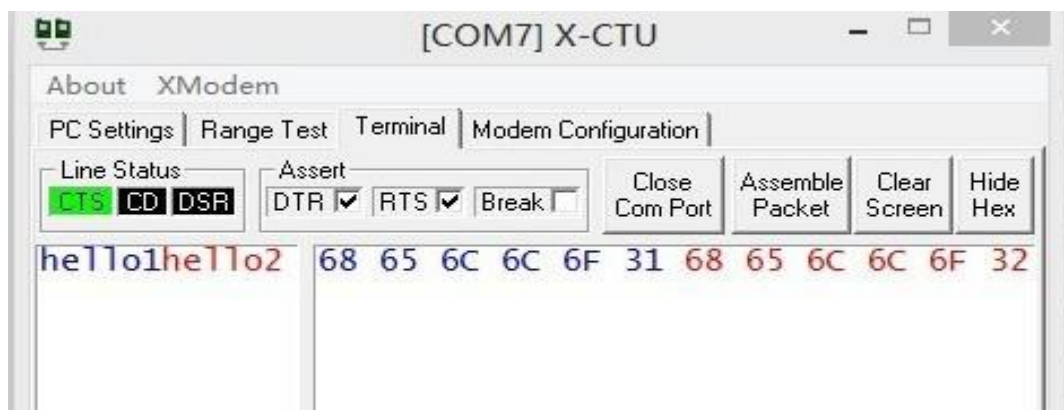 [COM7] X-CTU
About XModem
PC Settings Range Test Terminal Modem Configuration
Line Status Assert
CTS CD DSR DTR RTS Break Close Com Port Assemble Packet Clear Screen Hide Hex
hello1hello2 68 65 6C 6C 6F 31 68 65 6C 6C 6F 32